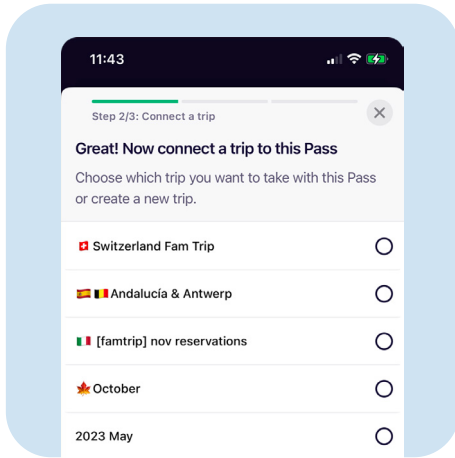 11:43
Step 2/3: Connect a trip
Great! Now connect a trip to this Pass
Choose which trip you want to take with this Pass
or create a new trip.
🇨🇭 Switzerland Fam Trip
🇪🇸 🇧🇪 Andalucía & Antwerp
🇮🇹 [famtrip] nov reservations
🍁 October
2023 May